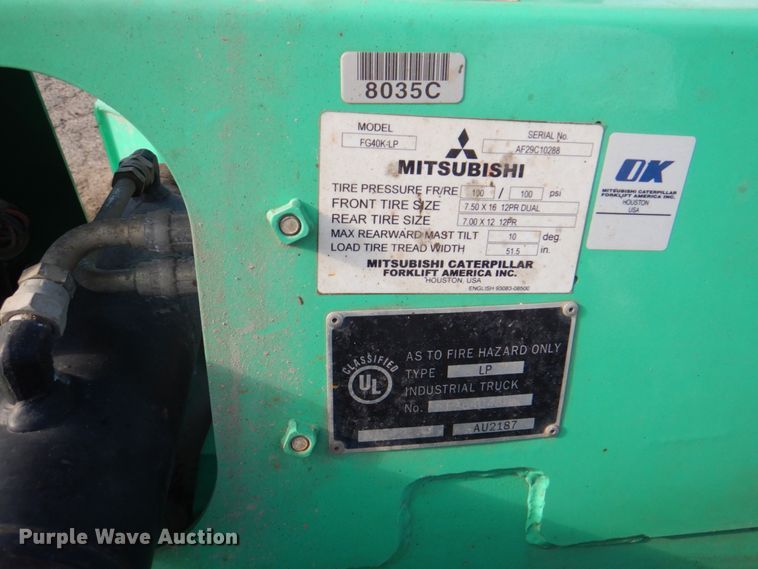 8035C
MODEL
FG40K-LP
SERIAL No.
AF29C10288
MITSUBISHI
TIRE PRESSURE FR/RE 100 / 100 psi
FRONT TIRE SIZE 7.50 X 16 12PR DUAL
REAR TIRE SIZE 7.00 X 12 12PR
MAX REARWARD MAST TILT 10 deg.
LOAD TIRE TREAD WIDTH 51.5 in.
MITSUBISHI CATERPILLAR
FORKLIFT AMERICA INC.
HOUSTON, USA
ENGLISH 93083-08500
OK
MITSUBISHI CATERPILLAR
FORKLIFT AMERICA INC.
HOUSTON
USA
CLASSIFIED
UL
AS TO FIRE HAZARD ONLY
TYPE LP
INDUSTRIAL TRUCK
No.
AU2187
Purple Wave Auction